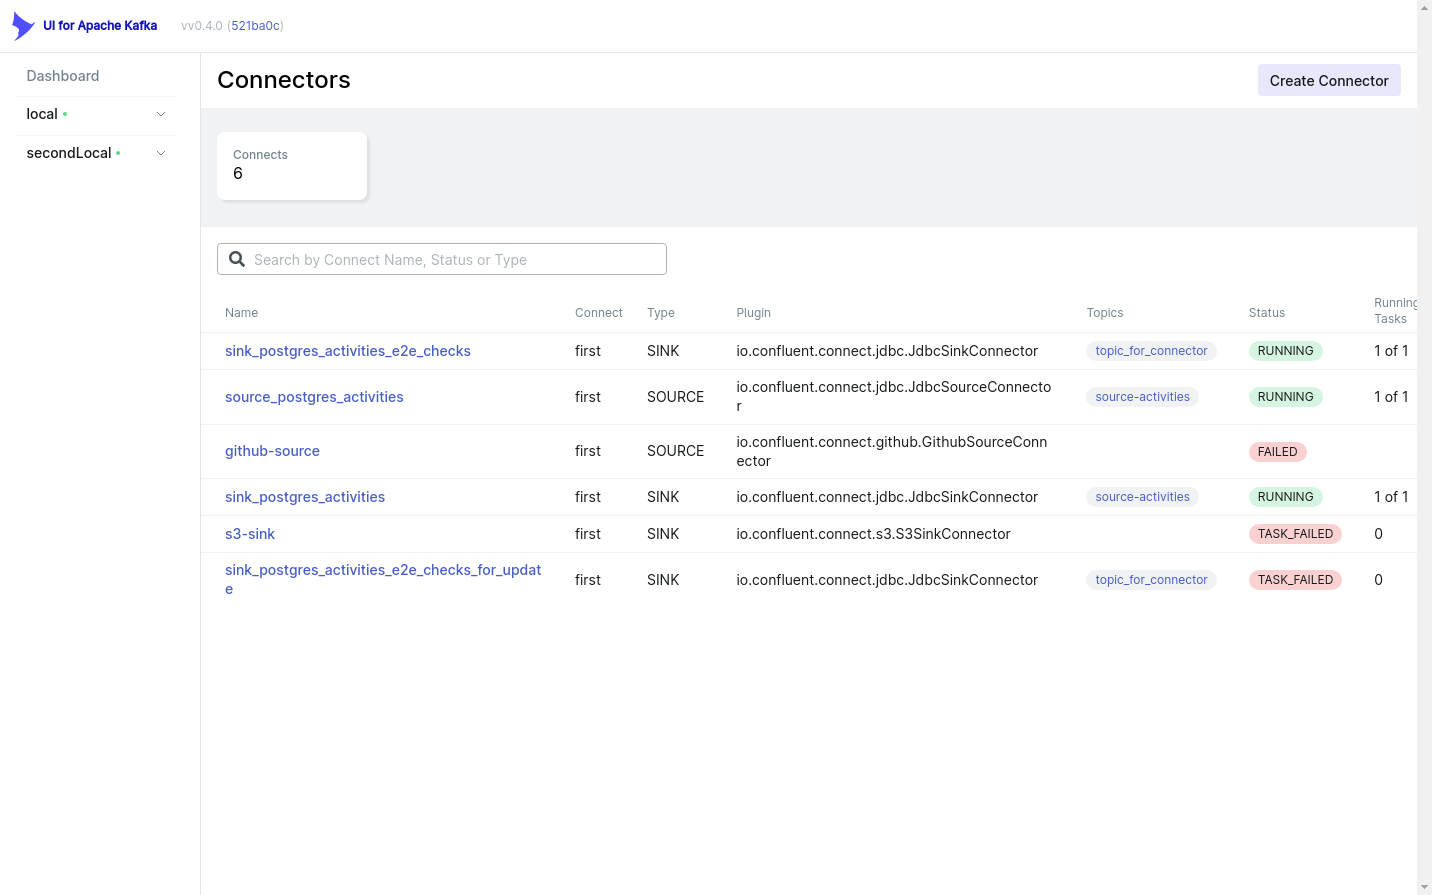 UI for Apache Kafka
vv0.4.0 (521ba0c)
Dashboard
local
secondLocal
Connectors
Create Connector
Connects
6
Search by Connect Name, Status or Type
Name Connect Type Plugin Topics Status Running
Tasks
sink_postgres_activities_e2e_checks first SINK io.confluent.connect.jdbc.JdbcSinkConnector topic_for_connector RUNNING 1 of 1
source_postgres_activities first SOURCE io.confluent.connect.jdbc.JdbcSourceConnecto
r source-activities RUNNING 1 of 1
github-source first SOURCE io.confluent.connect.github.GithubSourceConn
ector FAILED
sink_postgres_activities first SINK io.confluent.connect.jdbc.JdbcSinkConnector source-activities RUNNING 1 of 1
s3-sink first SINK io.confluent.connect.s3.S3SinkConnector TASK_FAILED 0
sink_postgres_activities_e2e_checks_for_updat
e first SINK io.confluent.connect.jdbc.JdbcSinkConnector topic_for_connector TASK_FAILED 0